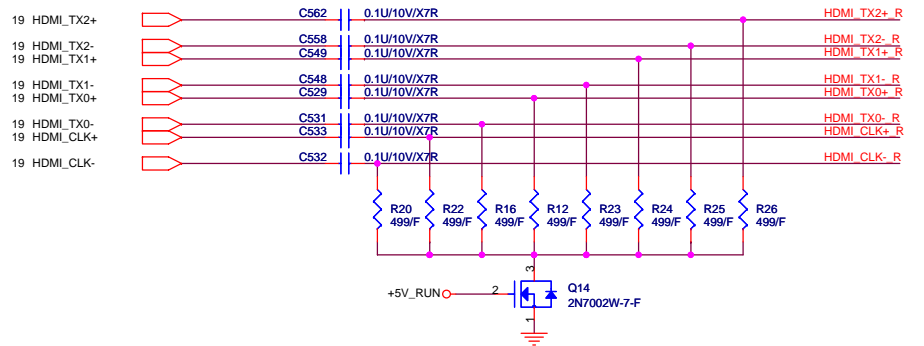 19 HDMI_TX2+ C562 0.1U/10V/X7R HDMI_TX2+_R
19 HDMI_TX2- C558 0.1U/10V/X7R HDMI_TX2-_R
19 HDMI_TX1+ C549 0.1U/10V/X7R HDMI_TX1+_R
19 HDMI_TX1- C548 0.1U/10V/X7R HDMI_TX1-_R
19 HDMI_TX0+ C529 0.1U/10V/X7R HDMI_TX0+_R
19 HDMI_TX0- C531 0.1U/10V/X7R HDMI_TX0-_R
19 HDMI_CLK+ C533 0.1U/10V/X7R HDMI_CLK+_R
19 HDMI_CLK- C532 0.1U/10V/X7R HDMI_CLK-_R
R20 R22 R16 R12 R23 R24 R25 R26
499/F 499/F 499/F 499/F 499/F 499/F 499/F 499/F
3
+5V_RUN 2 Q14
2N7002W-7-F
1